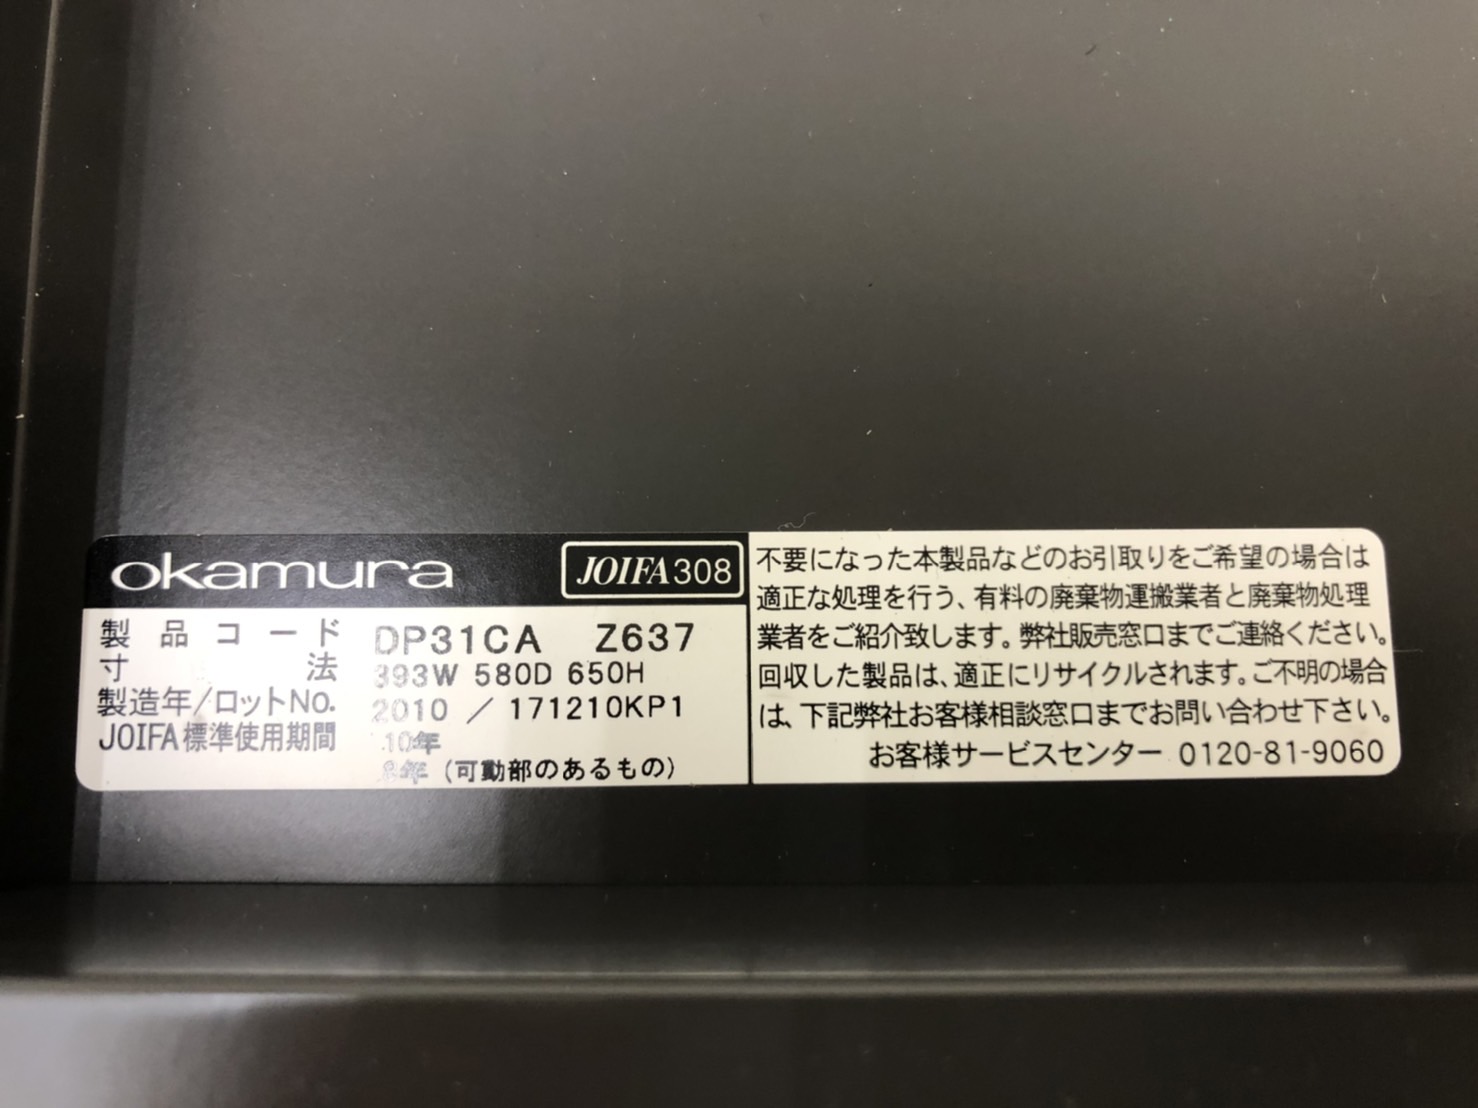 okamura
JOIFA308
製品コード DP31CA Z637
寸法 393W 580D 650H
製造年/ロットNo. 2010 / 171210KP1
JOIFA標準使用期間 10年
年 (可動部のあるもの)
不要になった本製品などのお引取りをご希望の場合は
適正な処理を行う、有料の廃棄物運搬業者と廃棄物処理
業者をご紹介致します。弊社販売窓口までご連絡ください。
回収した製品は、適正にリサイクルされます。ご不明の場合
は、下記弊社お客様相談窓口までお問い合わせ下さい。
お客様サービスセンター 0120-81-9060